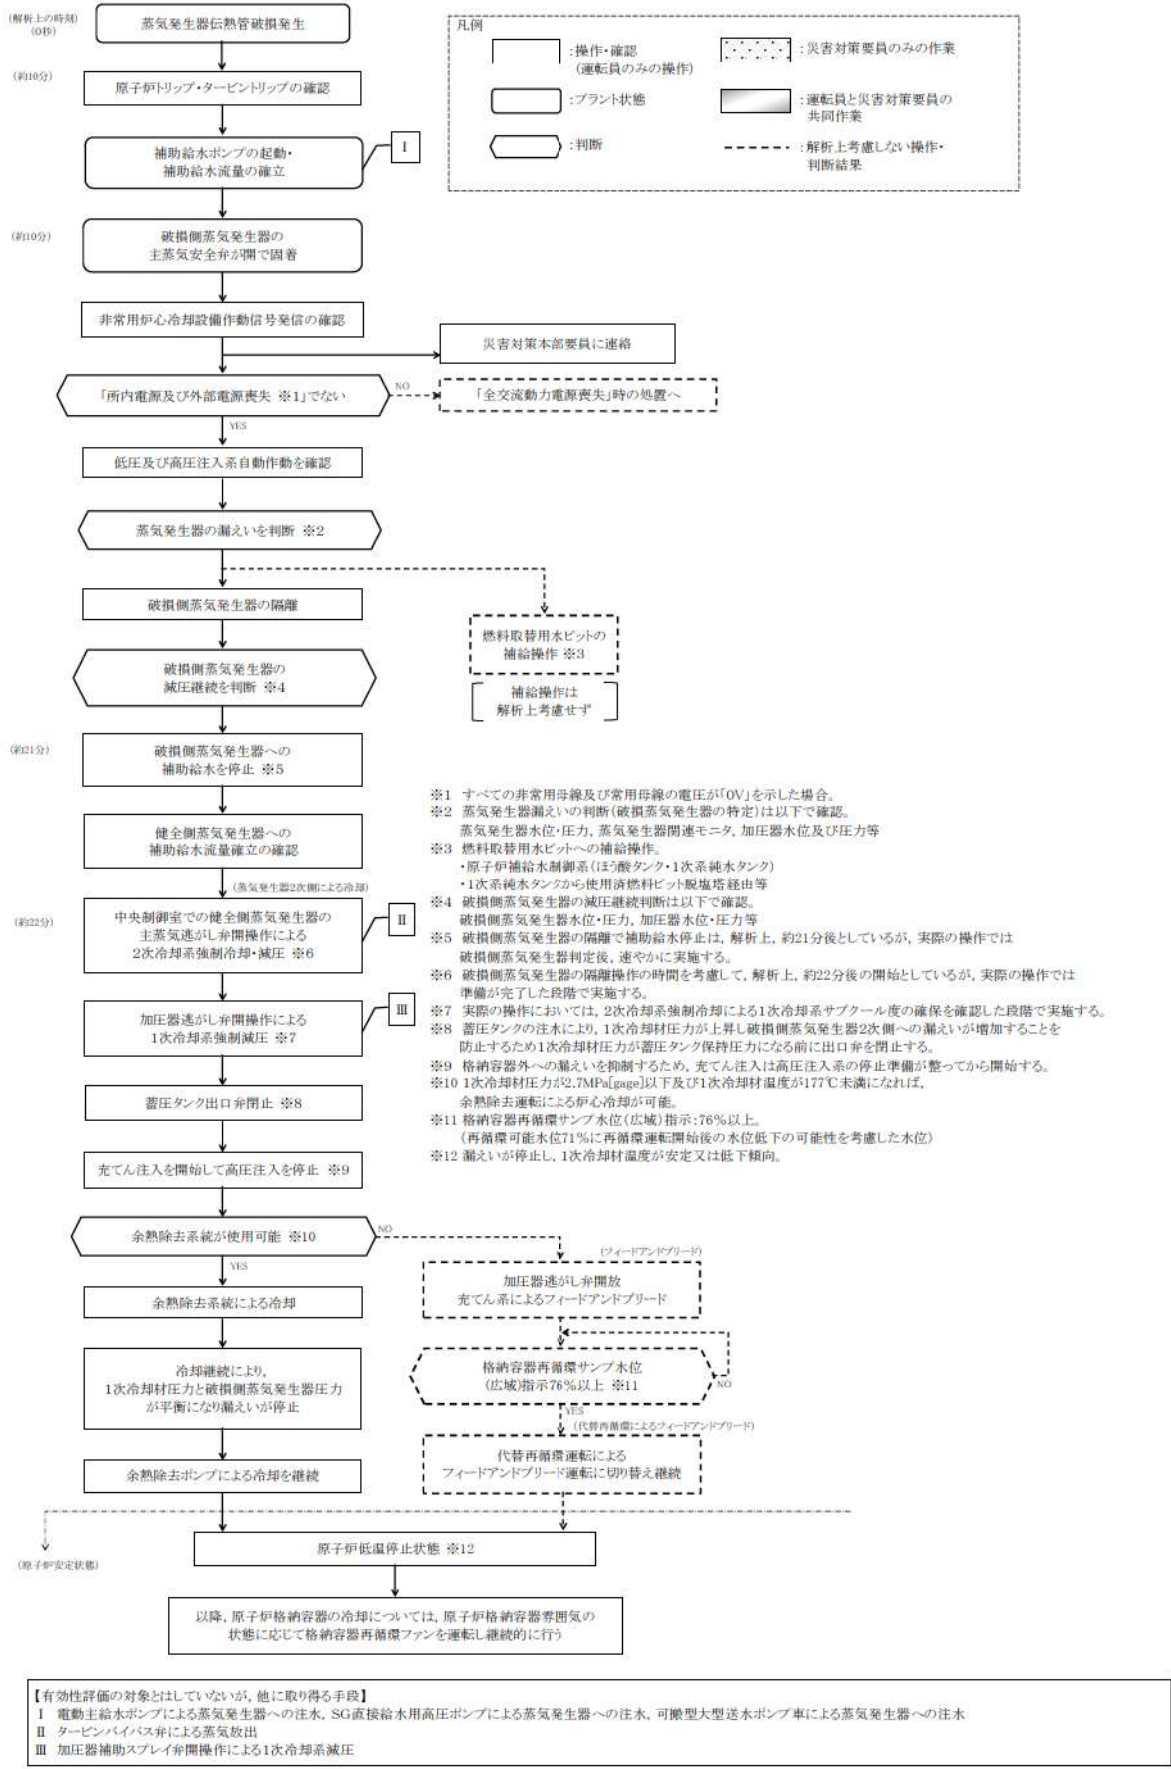 (解析上の時刻)
(0秒)
蒸気発生器伝熱管破損発生
凡例
:操作・確認
(運転員のみの操作)
:災害対策要員のみの作業
:プラント状態
:運転員と災害対策要員の
共同作業
:判断
:解析上考慮しない操作・
判断結果
(約10分)
原子炉トリップ・タービントリップの確認
補助給水ポンプの起動・
補助給水流量の確立
I
(約10分)
破損側蒸気発生器の
主蒸気安全弁が開で固着
非常用炉心冷却設備作動信号発信の確認
災害対策本部要員に連絡
「所内電源及び外部電源喪失 ※1」でない
NO
「全交流動力電源喪失」時の処置へ
YES
低圧及び高圧注入系自動作動を確認
蒸気発生器の漏えいを判断 ※2
破損側蒸気発生器の隔離
燃料取替用水ピットの
補給操作 ※3
補給操作は
解析上考慮せず
破損側蒸気発生器の
減圧継続を判断 ※4
(約21分)
破損側蒸気発生器への
補助給水を停止 ※5
健全側蒸気発生器への
補助給水流量確立の確認
(蒸気発生器2次側による冷却)
(約22分)
中央制御室での健全側蒸気発生器の
主蒸気逃がし弁開操作による
2次冷却系強制冷却・減圧 ※6
II
加圧器逃がし弁開操作による
1次冷却系強制減圧 ※7
III
蓄圧タンク出口弁閉止 ※8
充てん注入を開始して高圧注入を停止 ※9
※1 すべての非常用母線及び常用母線の電圧が「0V」を示した場合。
※2 蒸気発生器漏えいの判断(破損蒸気発生器の特定)は以下で確認。
蒸気発生器水位・圧力, 蒸気発生器関連モニタ, 加圧器水位及び圧力等
※3 燃料取替用水ピットへの補給操作。
・原子炉補給水制御系(ほう酸タンク・1次系純水タンク)
・1次系純水タンクから使用済燃料ピット脱塩塔経由等
※4 破損側蒸気発生器の減圧継続判断は以下で確認。
破損側蒸気発生器水位・圧力, 加圧器水位・圧力等
※5 破損側蒸気発生器の隔離で補助給水停止は, 解析上, 約21分後としているが, 実際の操作では
破損側蒸気発生器判定後, 速やかに実施する。
※6 破損側蒸気発生器の隔離操作の時間を考慮して, 解析上, 約22分後の開始としているが, 実際の操作では
準備が完了した段階で実施する。
※7 実際の操作においては, 2次冷却系強制冷却による1次冷却系サブクール度の確保を確認した段階で実施する。
※8 蓄圧タンクの注水により, 1次冷却材圧力が上昇し破損側蒸気発生器2次側への漏えいが増加することを
防止するため1次冷却材圧力が蓄圧タンク保持圧力になる前に出口弁を閉止する。
※9 格納容器外への漏えいを抑制するため, 充てん注入は高圧注入系の停止準備が整ってから開始する。
※10 1次冷却材圧力が2.7MPa[gage]以下及び1次冷却材温度が177℃未満になれば,
余熱除去運転による炉心冷却が可能。
※11 格納容器再循環サンプ水位(広域)指示:76%以上。
(再循環可能水位71%に再循環運転開始後の水位低下の可能性を考慮した水位)
※12 漏えいが停止し, 1次冷却材温度が安定又は低下傾向。
余熱除去系統が使用可能 ※10
NO
YES
(フィードアンドブリード)
加圧器逃がし弁開放
充てん系によるフィードアンドブリード
余熱除去系統による冷却
冷却継続により,
1次冷却材圧力と破損側蒸気発生器圧力
が平衡になり漏えいが停止
格納容器再循環サンプ水位
(広域)指示76%以上 ※11
NO
YES
(代替再循環によるフィードアンドブリード)
代替再循環運転による
フィードアンドブリード運転に切り替え継続
余熱除去ポンプによる冷却を継続
(原子炉安定状態)
原子炉低温停止状態 ※12
以降, 原子炉格納容器の冷却については, 原子炉格納容器雰囲気の
状態に応じて格納容器再循環ファンを運転し継続的に行う
【有効性評価の対象とはしていないが, 他に取り得る手段】
I 電動主給水ポンプによる蒸気発生器への注水, SG直接給水用高圧ポンプによる蒸気発生器への注水, 可搬型大型送水ポンプ車による蒸気発生器への注水
II タービンバイパス弁による蒸気放出
III 加圧器補助スプレイ弁開操作による1次冷却系減圧